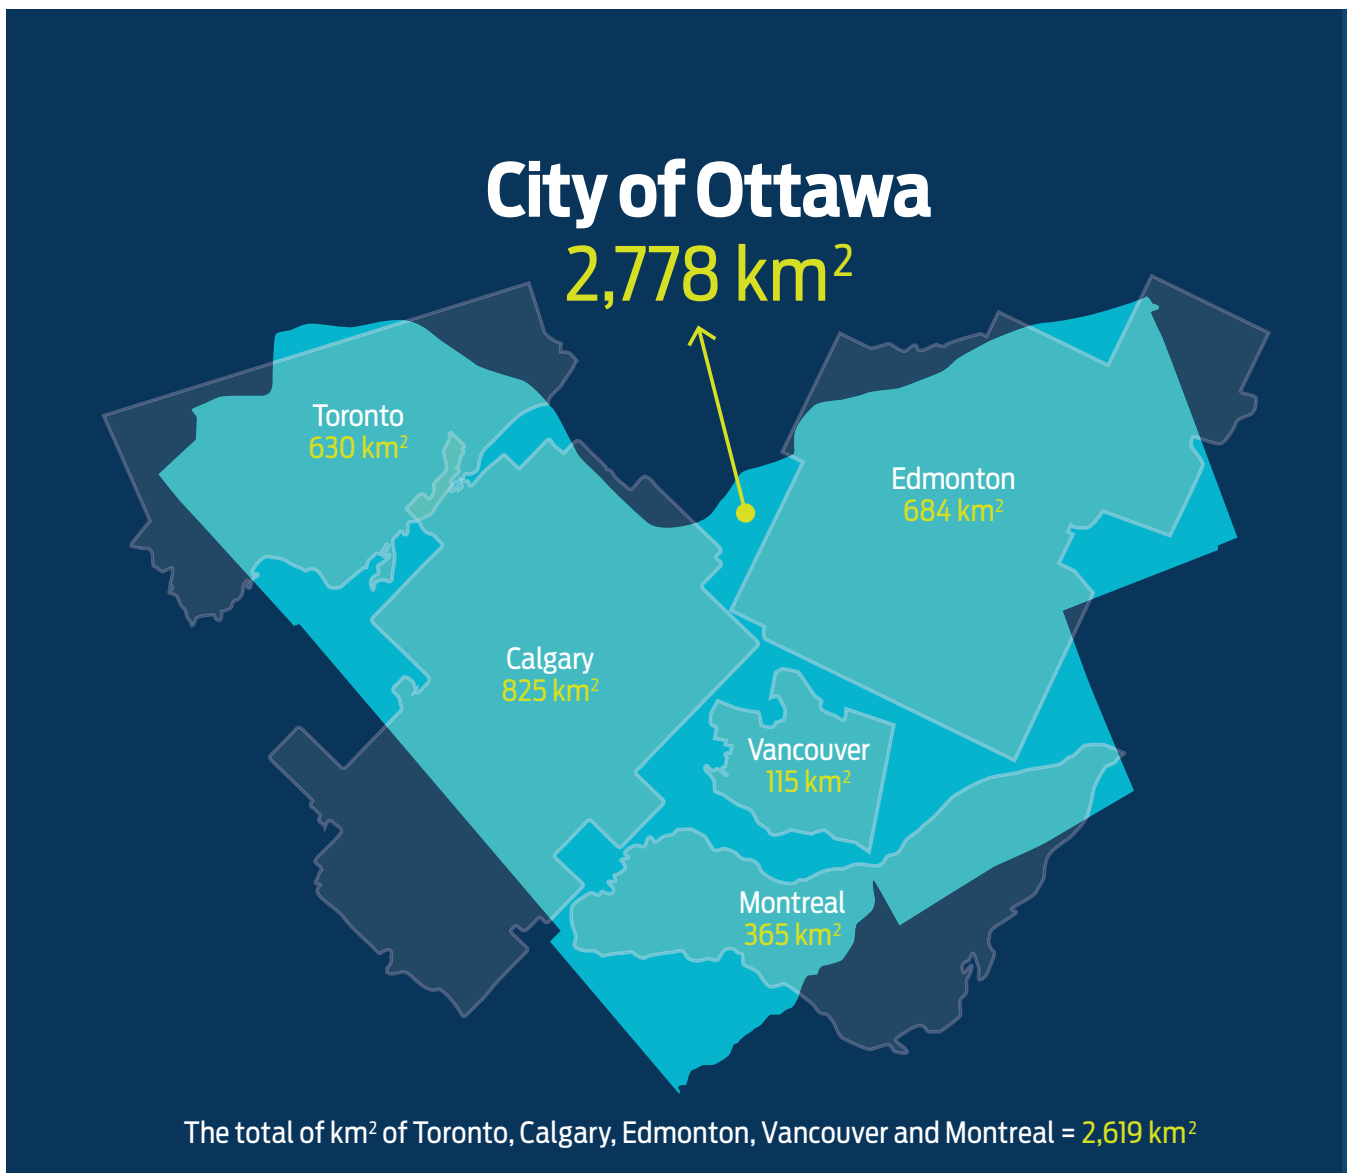 City of Ottawa
2,778 km²
Toronto
630 km²
Edmonton
684 km²
Calgary
825 km²
Vancouver
115 km²
Montreal
365 km²
The total of km² of Toronto, Calgary, Edmonton, Vancouver and Montreal = 2,619 km²